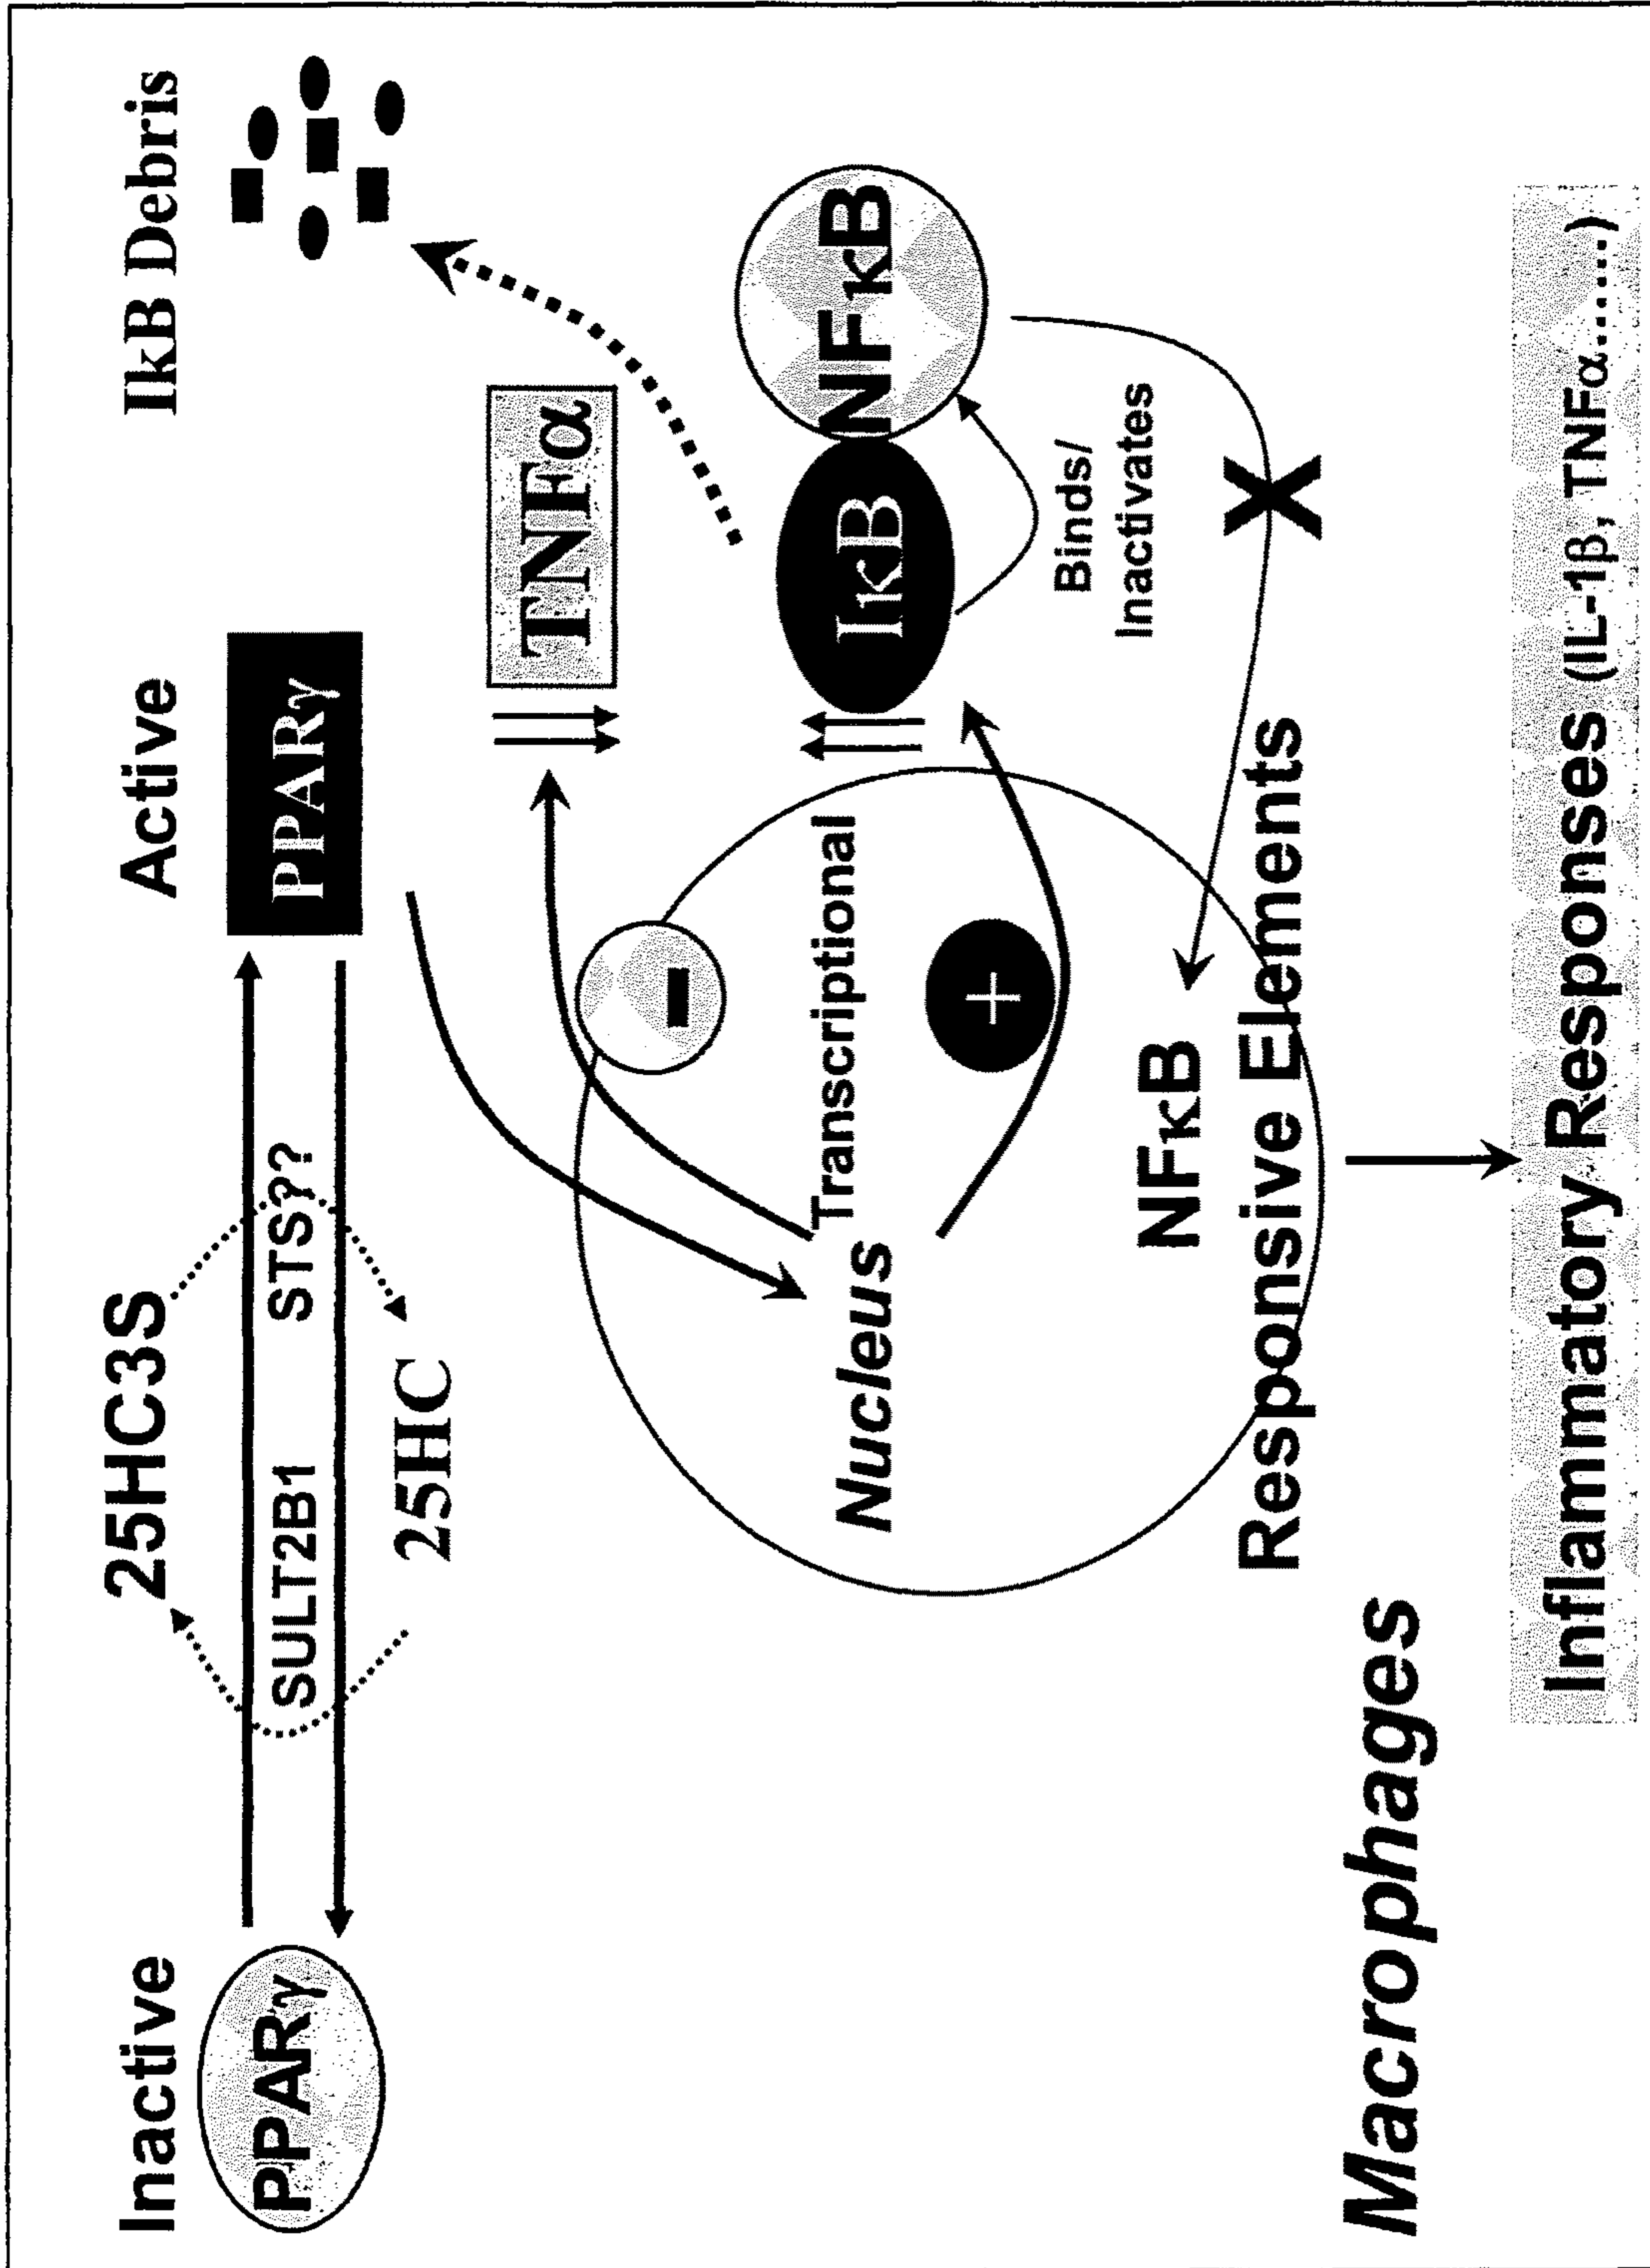 Inactive
Active
IkB Debris
25HC3S
PPARγ
SULT2B1
STS??
PPARγ
25HC
TNFα
−
Transcriptional
Nucleus
+
IκB
NFκB
Binds/
Inactivates
X
NFκB
Responsive Elements
Macrophages
Inflammatory Responses (IL-1β, TNFα......)